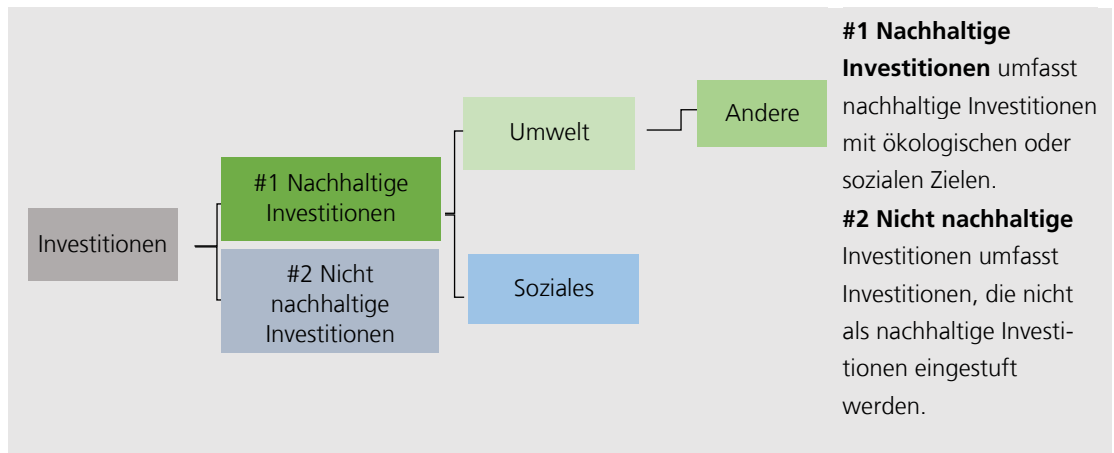 Investitionen
#1 Nachhaltige
Investitionen
#2 Nicht
nachhaltige
Investitionen
Umwelt
Soziales
Andere
#1 Nachhaltige
Investitionen umfasst
nachhaltige Investitionen
mit ökologischen oder
sozialen Zielen.
#2 Nicht nachhaltige
Investitionen umfasst
Investitionen, die nicht
als nachhaltige Investi-
tionen eingestuft
werden.